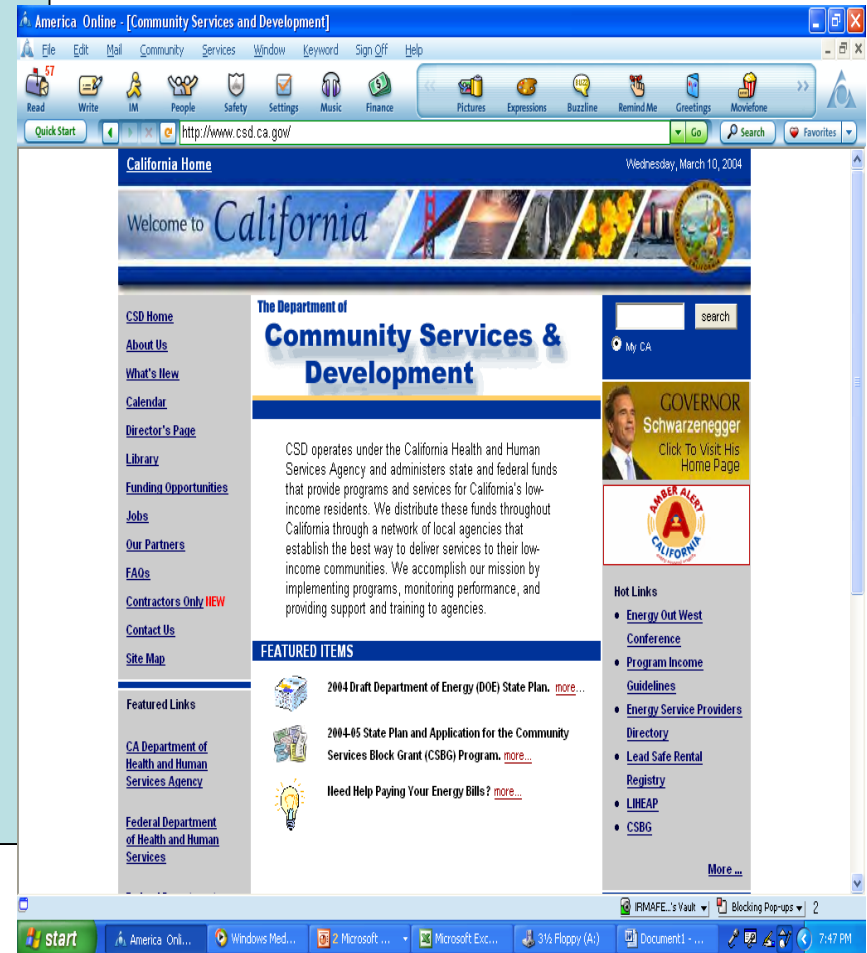 America Online - [Community Services and Development]
File Edit Mail Community Services Window Keyword Sign Off Help
57
Read Write IM People Safety Settings Music Finance Pictures Expressions Buzzline Remind Me Greetings Moviefone
Quick Start http://www.csd.ca.gov/ Go Search Favorites
California Home Wednesday, March 10, 2004
Welcome to California
CSD Home
About Us
What's New
Calendar
Director's Page
Library
Funding Opportunities
Jobs
Our Partners
FAQs
Contractors Only NEW
Contact Us
Site Map
Featured Links
CA Department of
Health and Human
Services Agency
Federal Department
of Health and Human
Services
The Department of
Community Services &
Development
CSD operates under the California Health and Human
Services Agency and administers state and federal funds
that provide programs and services for California's low-
income residents. We distribute these funds throughout
California through a network of local agencies that
establish the best way to deliver services to their low-
income communities. We accomplish our mission by
implementing programs, monitoring performance, and
providing support and training to agencies.
FEATURED ITEMS
2004 Draft Department of Energy (DOE) State Plan. more...
2004-05 State Plan and Application for the Community
Services Block Grant (CSBG) Program. more...
Need Help Paying Your Energy Bills? more...
search
My CA
GOVERNOR
Schwarzenegger
Click To Visit His
Home Page
AMBER ALERT
CALIFORNIA
Hot Links
Energy Out West
Conference
Program Income
Guidelines
Energy Service Providers
Directory
Lead Safe Rental
Registry
LIHEAP
CSBG
More ...
IRMAFE...'s Vault Blocking Pop-ups 2
start America Onli... Windows Med... 2 Microsoft ... Microsoft Exc... 3½ Floppy (A:) Document1 - ... 7:47 PM